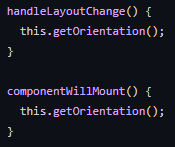 handleLayoutChange() {
  this.getOrientation();
}

componentWillMount() {
  this.getOrientation();
}